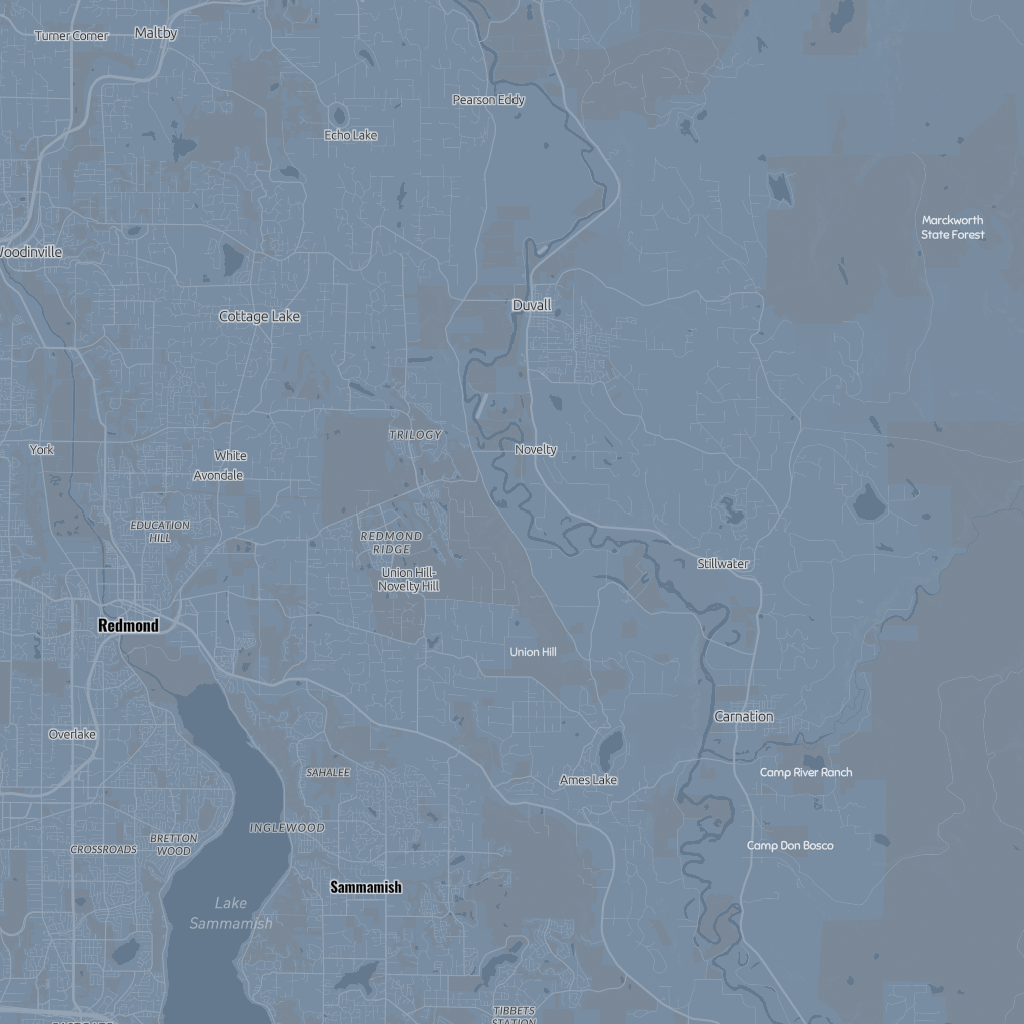 Turner Corner
Maltby
Pearson Eddy
Echo Lake
Marckworth
State Forest
Woodinville
Duvall
Cottage Lake
TRILOGY
York
Novelty
White
Avondale
EDUCATION
HILL
REDMOND
RIDGE
Stillwater
Union Hill-
Novelty Hill
Redmond
Union Hill
Carnation
Overlake
SAHALEE
Camp River Ranch
Ames Lake
INGLEWOOD
BRETTON
WOOD
CROSSROADS
Camp Don Bosco
Sammamish
Lake
Sammamish
TIBBETS
STATION